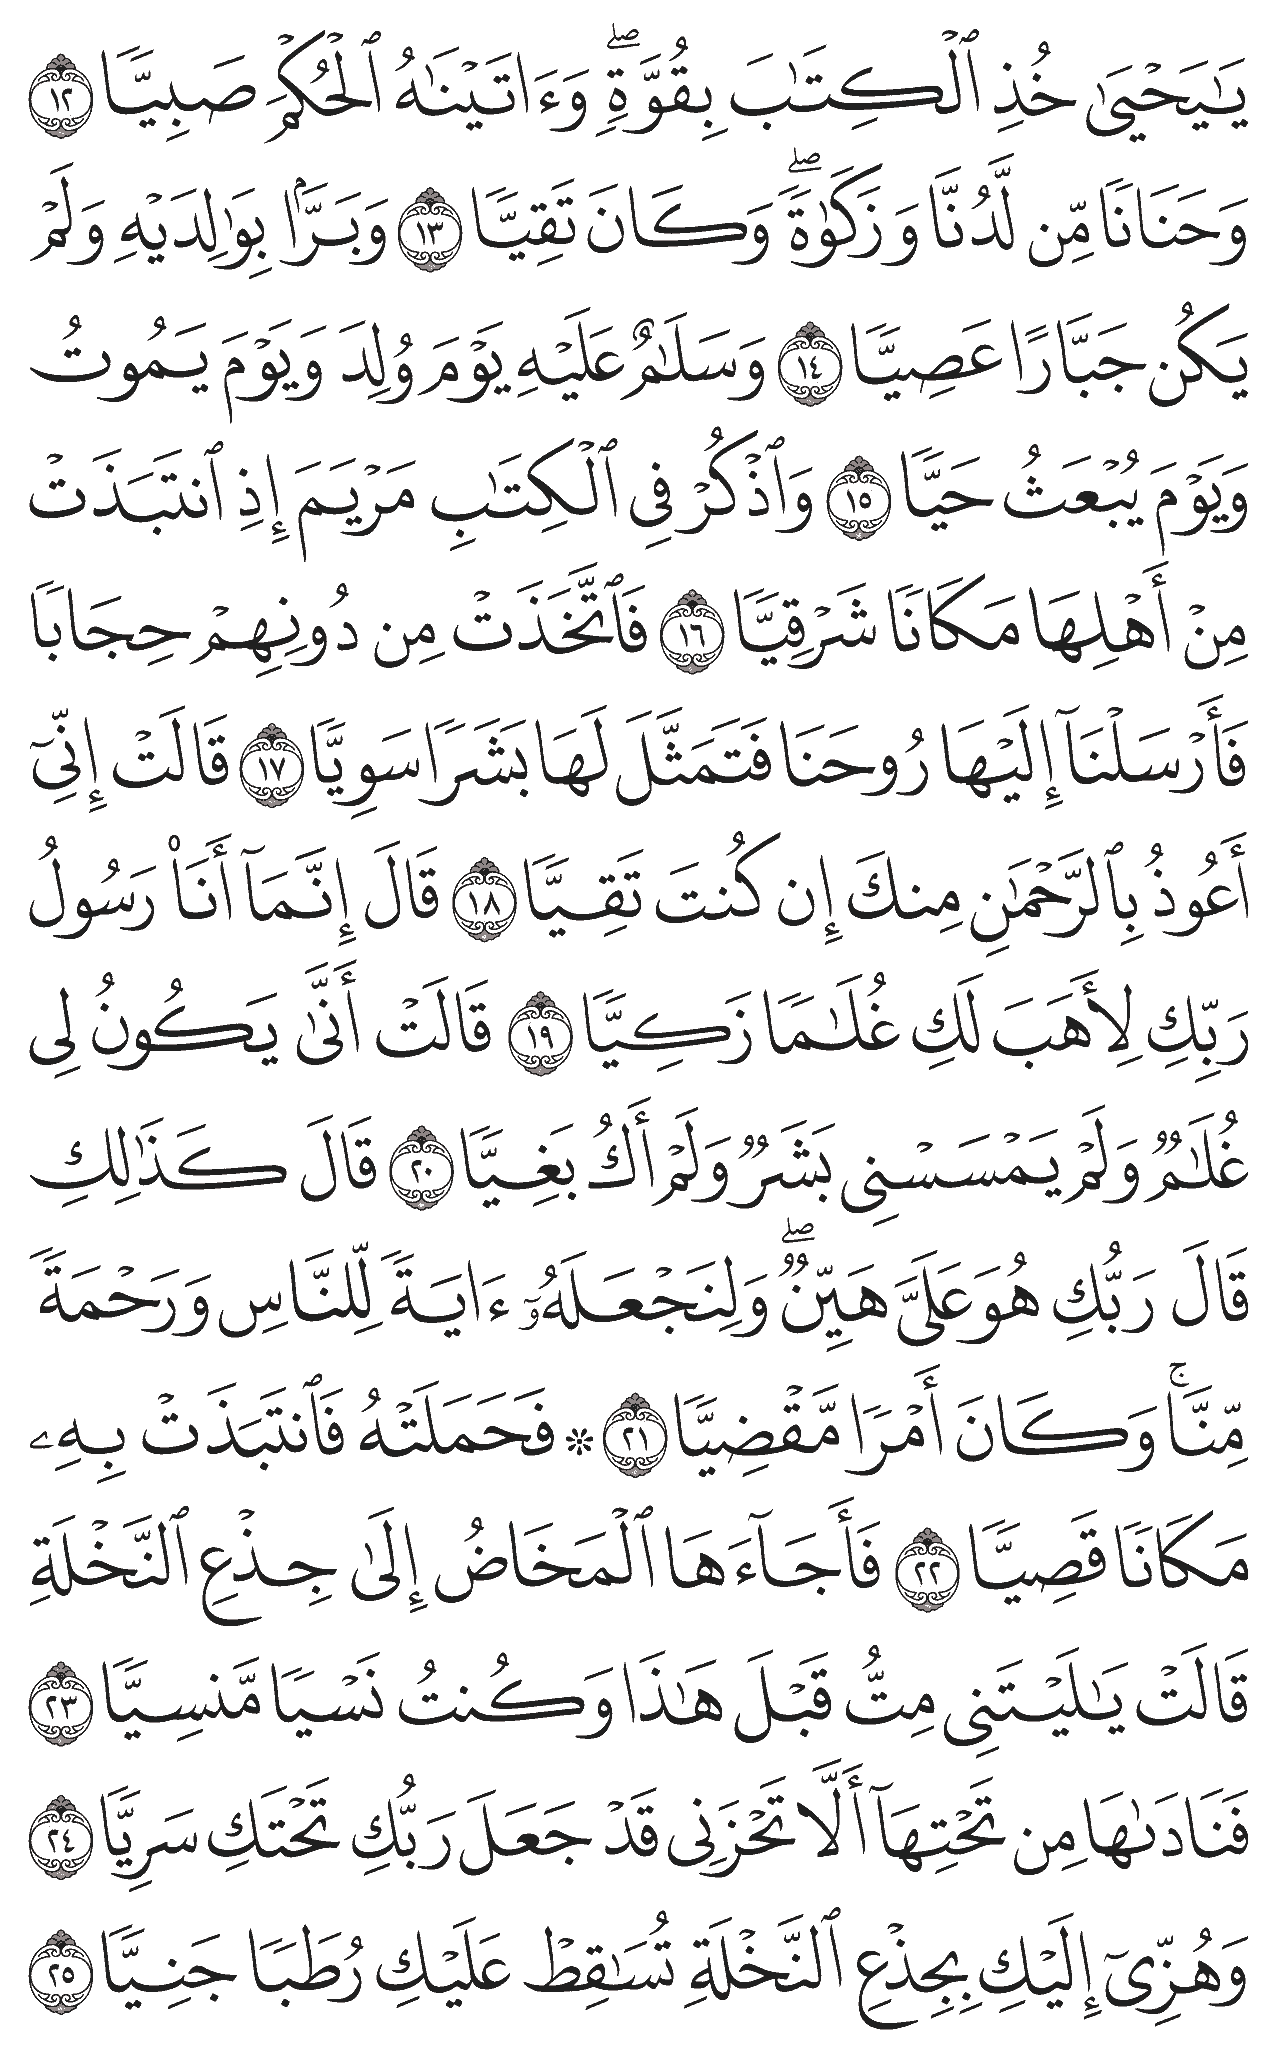 يَـٰيَحْيَىٰ خُذِ ٱلْكِتَـٰبَ بِقُوَّةٍۖ وَءَاتَيْنَـٰهُ ٱلْحُكْمَ صَبِيًّا ١٢
وَحَنَانًا مِّن لَّدُنَّا وَزَكَوٰةًۖ وَكَانَ تَقِيًّا ١٣ وَبَرًّۢا بِوَٰلِدَيْهِ وَلَمْ
يَكُن جَبَّارًا عَصِيًّا ١٤ وَسَلَـٰمٌ عَلَيْهِ يَوْمَ وُلِدَ وَيَوْمَ يَمُوتُ
وَيَوْمَ يُبْعَثُ حَيًّا ١٥ وَٱذْكُرْ فِى ٱلْكِتَـٰبِ مَرْيَمَ إِذِ ٱنتَبَذَتْ
مِنْ أَهْلِهَا مَكَانًا شَرْقِيًّا ١٦ فَٱتَّخَذَتْ مِن دُونِهِمْ حِجَابًا
فَأَرْسَلْنَآ إِلَيْهَا رُوحَنَا فَتَمَثَّلَ لَهَا بَشَرًا سَوِيًّا ١٧ قَالَتْ إِنِّىٓ
أَعُوذُ بِٱلرَّحْمَـٰنِ مِنكَ إِن كُنتَ تَقِيًّا ١٨ قَالَ إِنَّمَآ أَنَا۠ رَسُولُ
رَبِّكِ لِأَهَبَ لَكِ غُلَـٰمًا زَكِيًّا ١٩ قَالَتْ أَنَّىٰ يَكُونُ لِى
غُلَـٰمٌ وَلَمْ يَمْسَسْنِى بَشَرٌ وَلَمْ أَكُ بَغِيًّا ٢٠ قَالَ كَذَٰلِكِ
قَالَ رَبُّكِ هُوَ عَلَىَّ هَيِّنٌۖ وَلِنَجْعَلَهُۥٓ ءَايَةً لِّلنَّاسِ وَرَحْمَةً
مِّنَّاۚ وَكَانَ أَمْرًا مَّقْضِيًّا ٢١ ۞ فَحَمَلَتْهُ فَٱنتَبَذَتْ بِهِۦ
مَكَانًا قَصِيًّا ٢٢ فَأَجَآءَهَا ٱلْمَخَاضُ إِلَىٰ جِذْعِ ٱلنَّخْلَةِ
قَالَتْ يَـٰلَيْتَنِى مِتُّ قَبْلَ هَـٰذَا وَكُنتُ نَسْيًا مَّنسِيًّا ٢٣
فَنَادَىٰهَا مِن تَحْتِهَآ أَلَّا تَحْزَنِى قَدْ جَعَلَ رَبُّكِ تَحْتَكِ سَرِيًّا ٢٤
وَهُزِّىٓ إِلَيْكِ بِجِذْعِ ٱلنَّخْلَةِ تُسَـٰقِطْ عَلَيْكِ رُطَبًا جَنِيًّا ٢٥